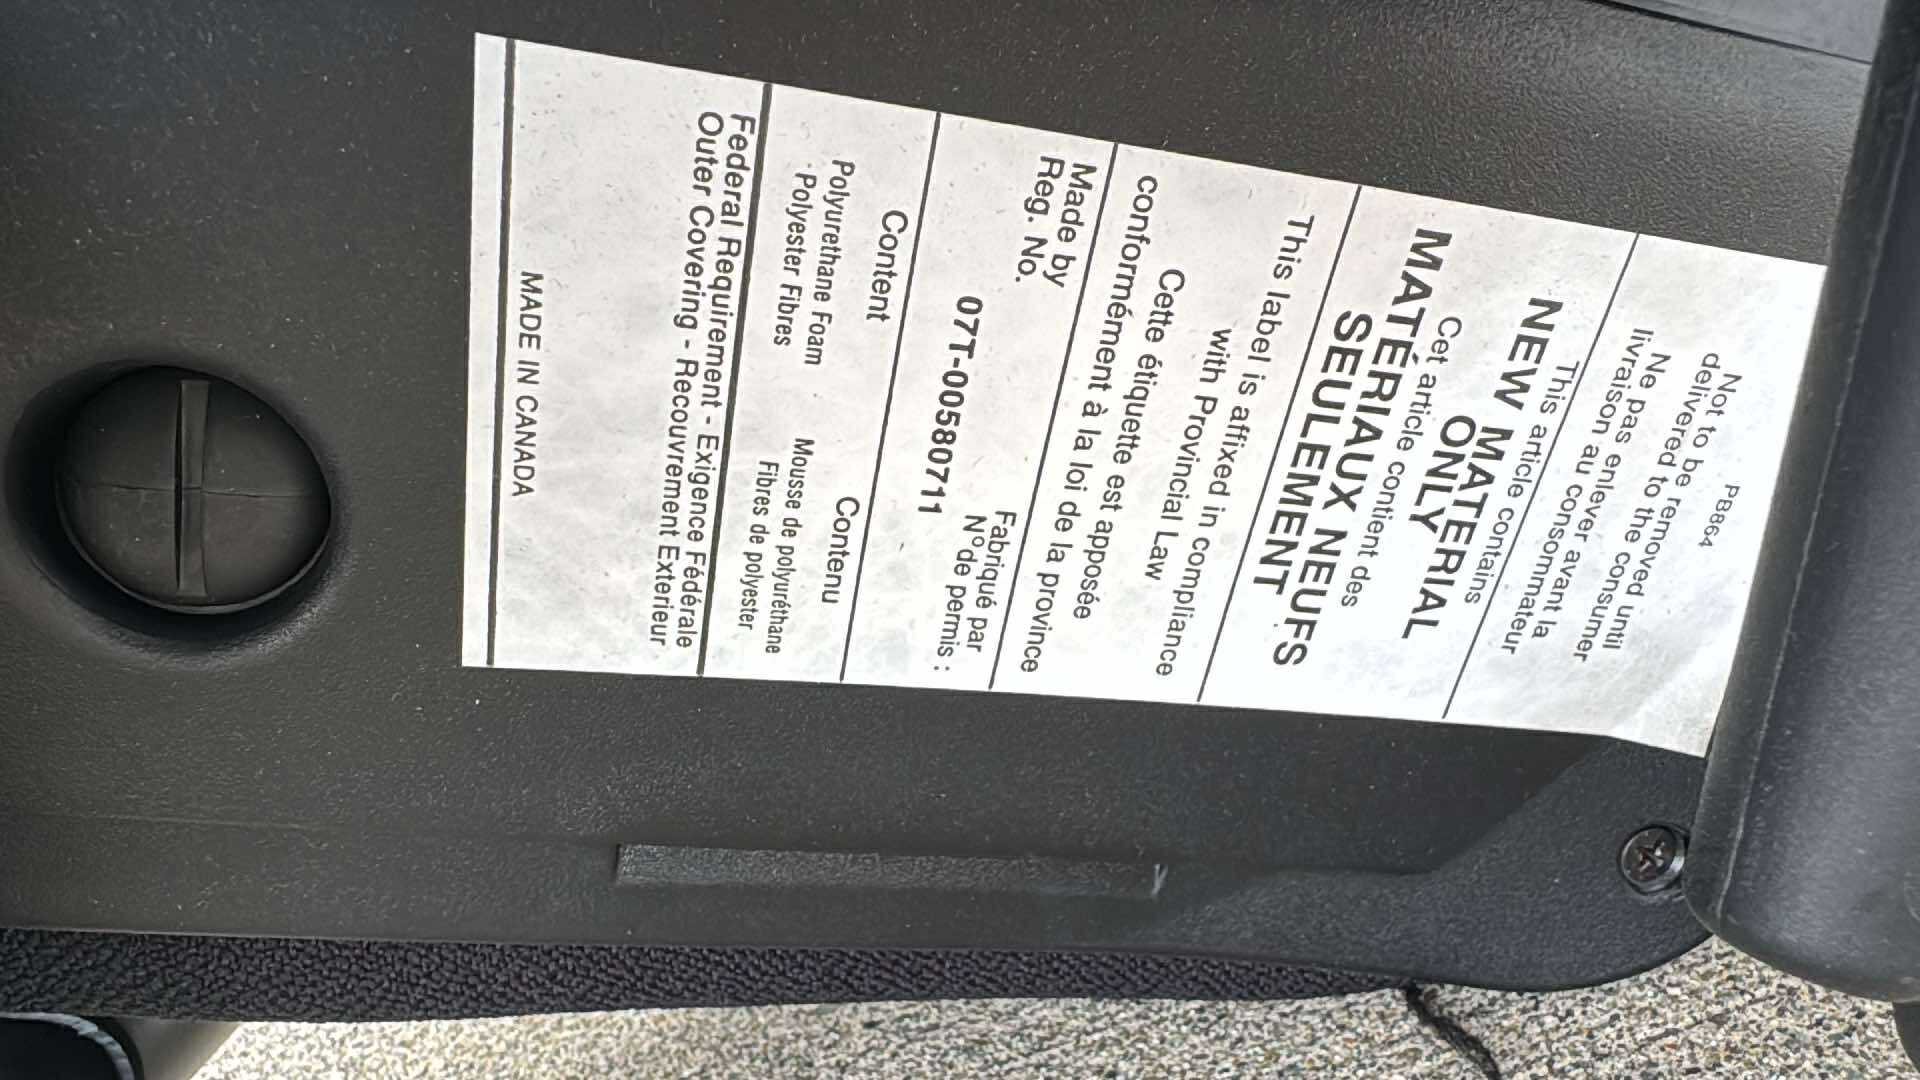 PB864
Not to be removed until
delivered to the consumer
Ne pas enlever avant la
livraison au consommateur
This article contains
NEW MATERIAL
ONLY
Cet article contient des
MATÉRIAUX NEUFS
SEULEMENT
This label is affixed in compliance
with Provincial Law
Cette étiquette est apposée
conformément à la loi de la province
Made by Fabriqué par
Reg. No. Nº de permis :
07T-00580711
Content Contenu
Polyurethane Foam Mousse de polyuréthane
Polyester Fibres Fibres de polyester
Federal Requirement - Exigence Fédérale
Outer Covering - Recouvrement Exterieur
MADE IN CANADA